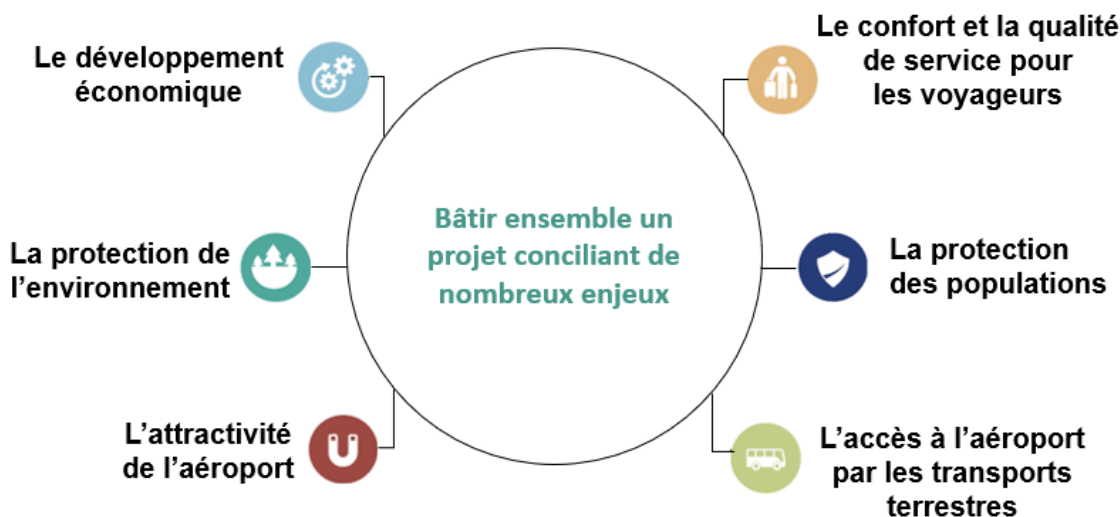 Le développement
économique
Le confort et la qualité
de service pour
les voyageurs
Bâtir ensemble un
projet conciliant de
nombreux enjeux
La protection de
l’environnement
La protection
des populations
L’attractivité
de l’aéroport
L’accès à l’aéroport
par les transports
terrestres